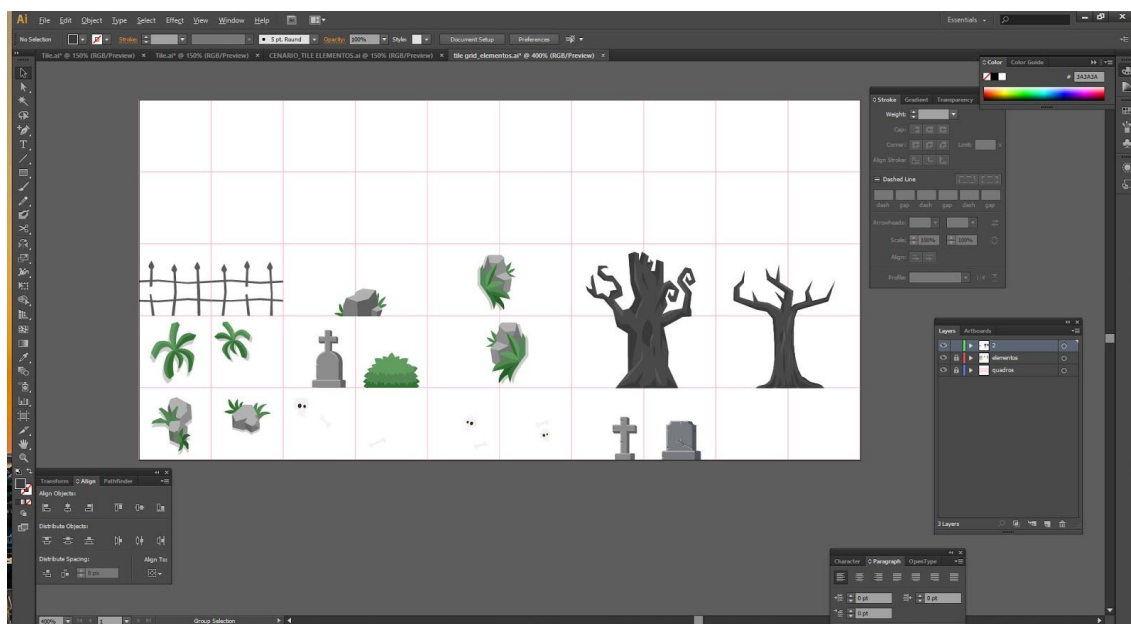 Ai File Edit Object Type Select Effect View Window Help Br Essentials
No Selection Stroke: 5 pt. Round Opacity: 100% Style: Document Setup Preferences
Tile.ai* @ 150% (RGB/Preview) × Tile.ai* @ 150% (RGB/Preview) × CENARIO_TILE ELEMENTOS.ai @ 150% (RGB/Preview) × tile grid_elementos.ai* @ 400% (RGB/Preview) ×
Color Color Guide
# 3A3A3A
Stroke Gradient Transparency
Weight:
Cap:
Corner: Limit: x
Align Stroke:
Dashed Line
dash gap dash gap dash gap
Arrowheads:
Scale: 100% 100%
Align:
Profile:
Layers Artboards
2
elementos
quadros
3 Layers
Transform Align Pathfinder
Align Objects:
Distribute Objects:
Distribute Spacing: Align To:
0 px
Character Paragraph OpenType
0 pt 0 pt
0 pt
400% 1 Group Selection